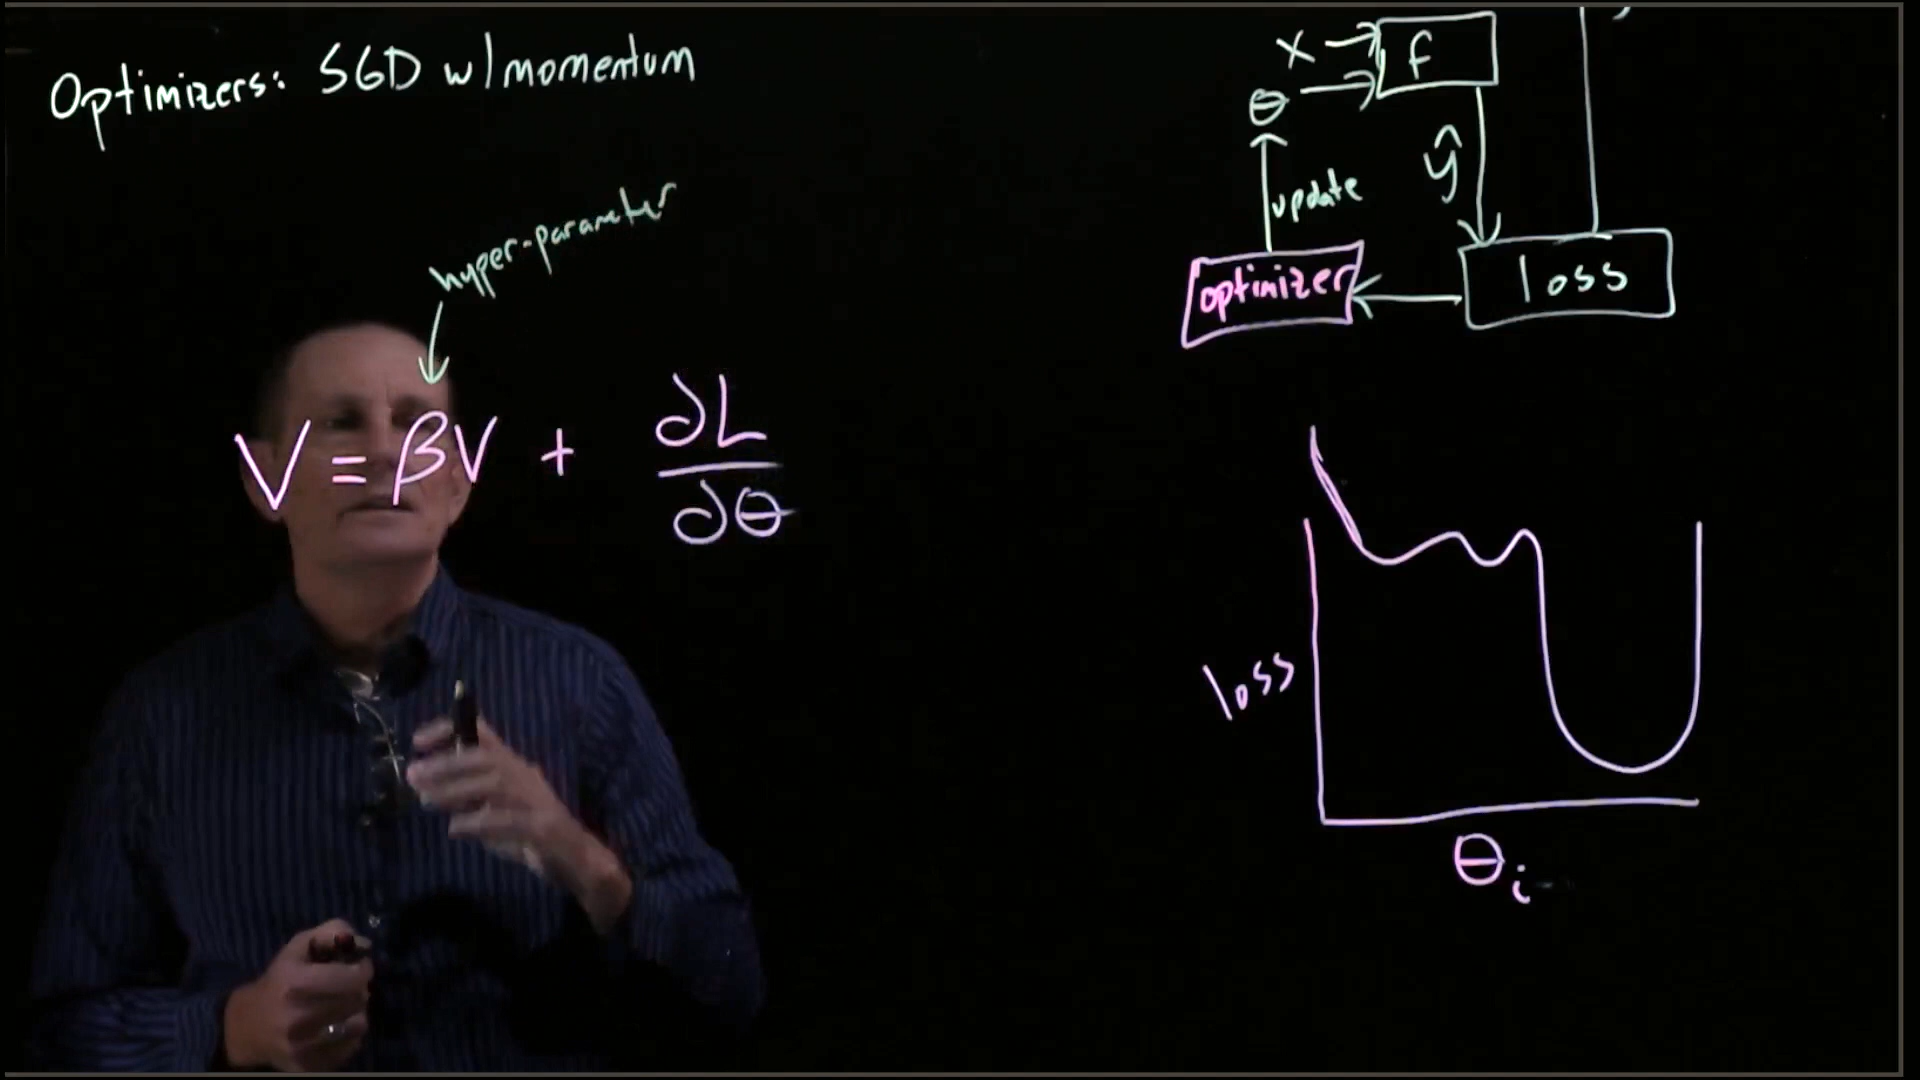 Optimizers: SGD w/momentum
hyper-parameter
V = βV + ∂L/∂θ
x
f
θ
ŷ
update
optimizer
loss
loss
θi